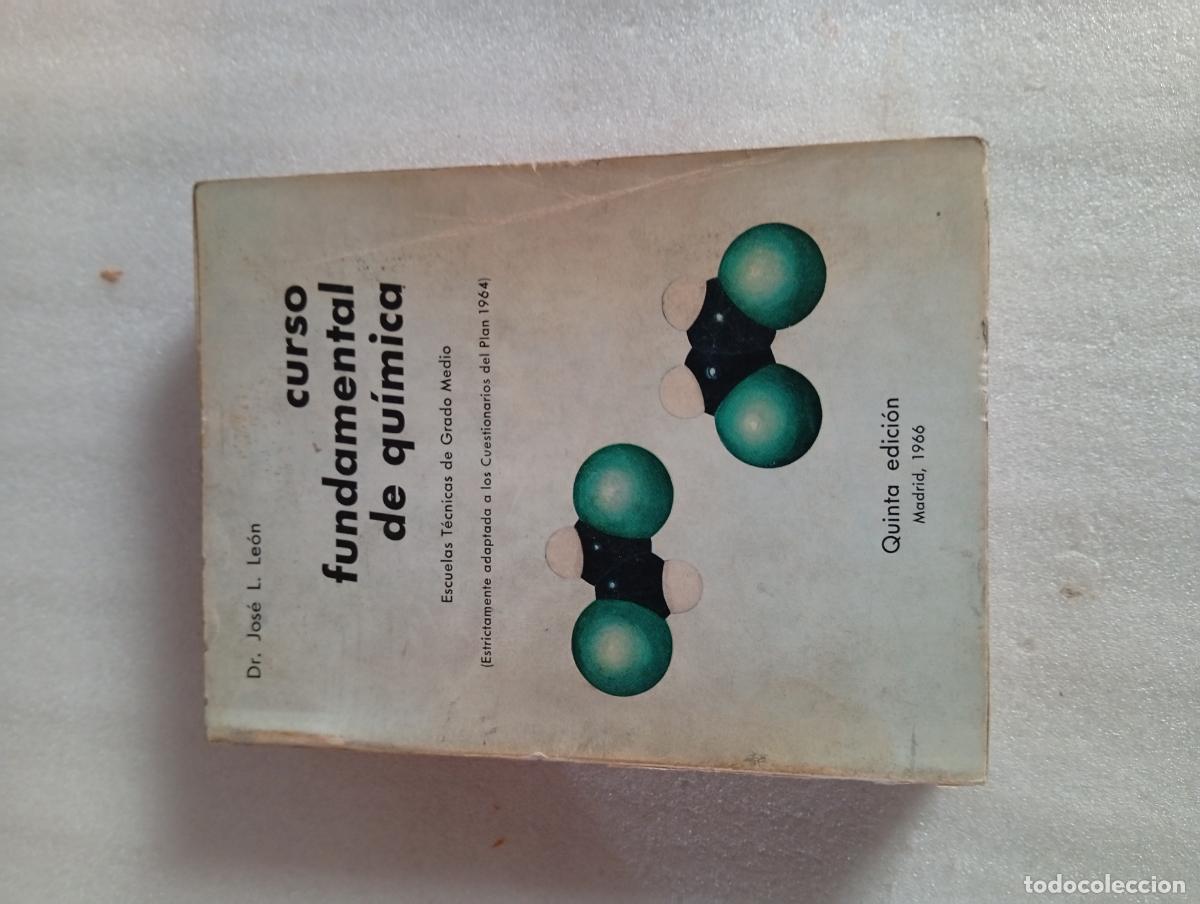 Dr. José L. León
curso
fundamental
de química
Escuelas Técnicas de Grado Medio
(Estrictamente adaptada a los Cuestionarios del Plan 1964)
Quinta edición
Madrid, 1966
todocoleccion